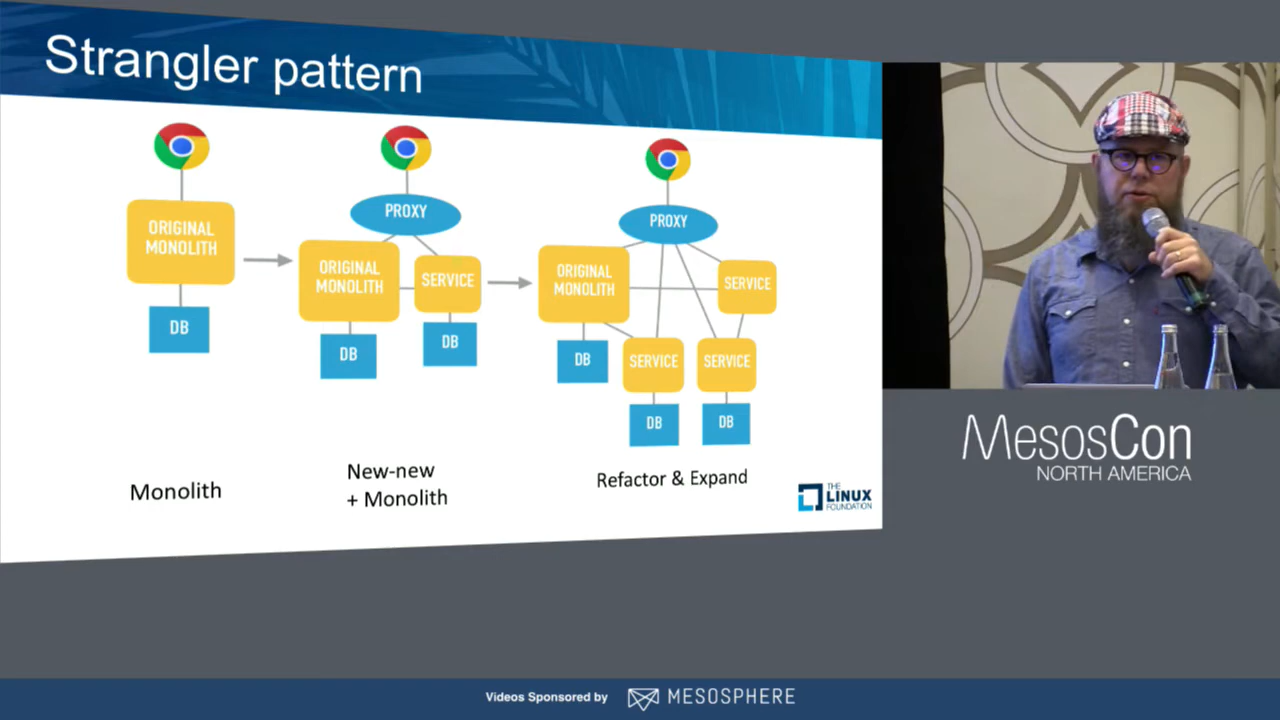 Strangler pattern
ORIGINAL
MONOLITH
DB
Monolith
PROXY
ORIGINAL
MONOLITH
SERVICE
DB
DB
New-new
+ Monolith
PROXY
ORIGINAL
MONOLITH
SERVICE
DB
SERVICE
SERVICE
DB
DB
Refactor & Expand
THE
LINUX
FOUNDATION
MesosCon
NORTH AMERICA
Videos Sponsored by
MESOSPHERE